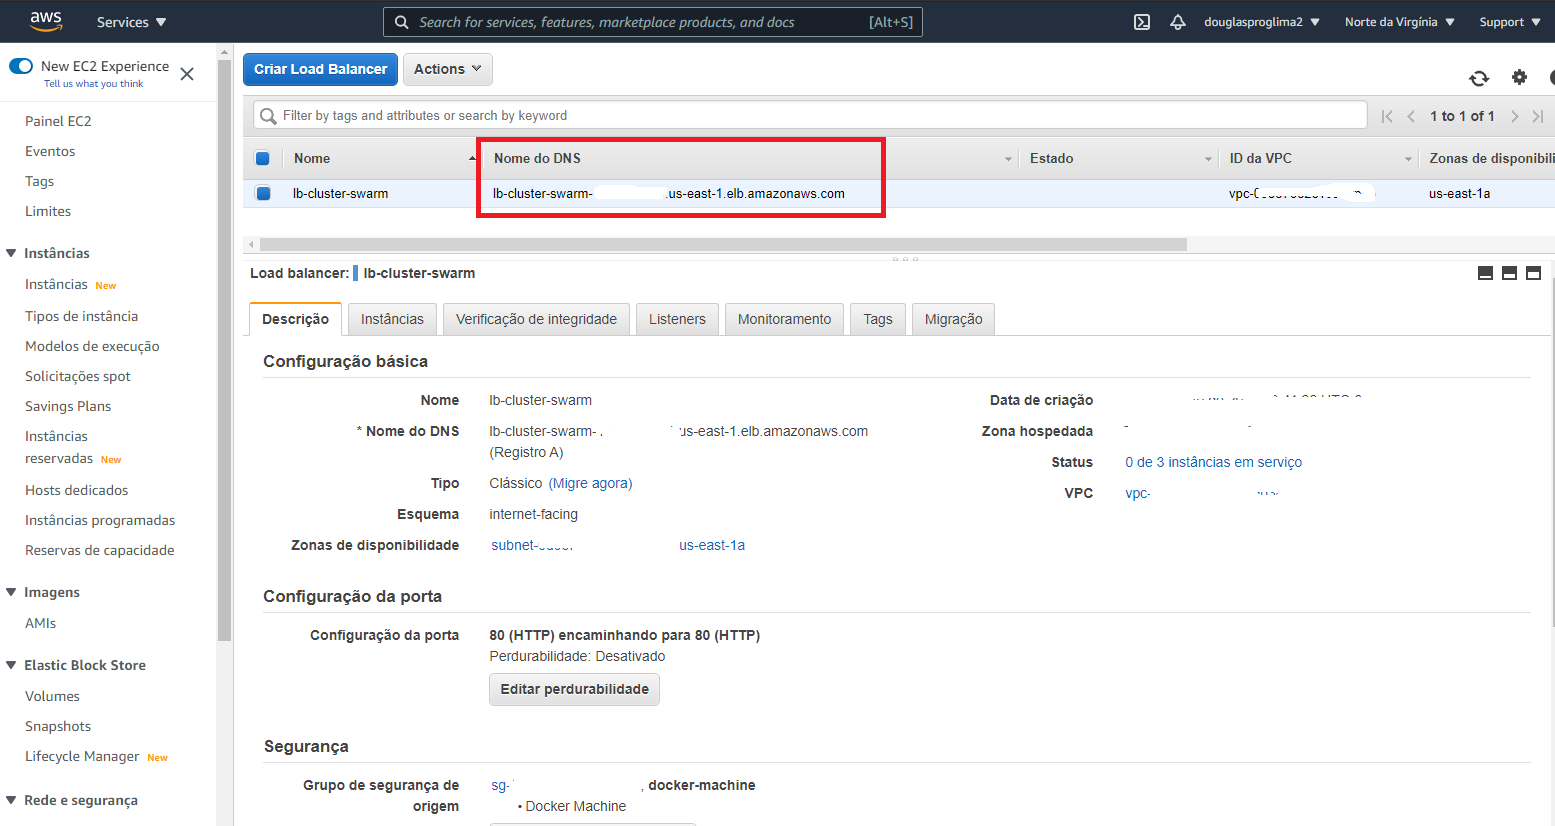 aws
Services
Search for services, features, marketplace products, and docs [Alt+S]
douglasproglima2
Norte da Virgínia
Support
New EC2 Experience
Tell us what you think
Painel EC2
Eventos
Tags
Limites
Instâncias
Instâncias New
Tipos de instância
Modelos de execução
Solicitações spot
Savings Plans
Instâncias
reservadas New
Hosts dedicados
Instâncias programadas
Reservas de capacidade
Imagens
AMIs
Elastic Block Store
Volumes
Snapshots
Lifecycle Manager New
Rede e segurança
Criar Load Balancer
Actions
Filter by tags and attributes or search by keyword
1 to 1 of 1
Nome Nome do DNS Estado ID da VPC Zonas de disponibili
lb-cluster-swarm lb-cluster-swarm- .us-east-1.elb.amazonaws.com vpc- us-east-1a
Load balancer: lb-cluster-swarm
Descrição Instâncias Verificação de integridade Listeners Monitoramento Tags Migração
Configuração básica
Nome lb-cluster-swarm
* Nome do DNS lb-cluster-swarm- us-east-1.elb.amazonaws.com
(Registro A)
Tipo Clássico (Migre agora)
Esquema internet-facing
Zonas de disponibilidade subnet- us-east-1a
Data de criação
Zona hospedada
Status 0 de 3 instâncias em serviço
VPC vpc-
Configuração da porta
Configuração da porta 80 (HTTP) encaminhando para 80 (HTTP)
Perdurabilidade: Desativado
Editar perdurabilidade
Segurança
Grupo de segurança de sg- , docker-machine
origem • Docker Machine